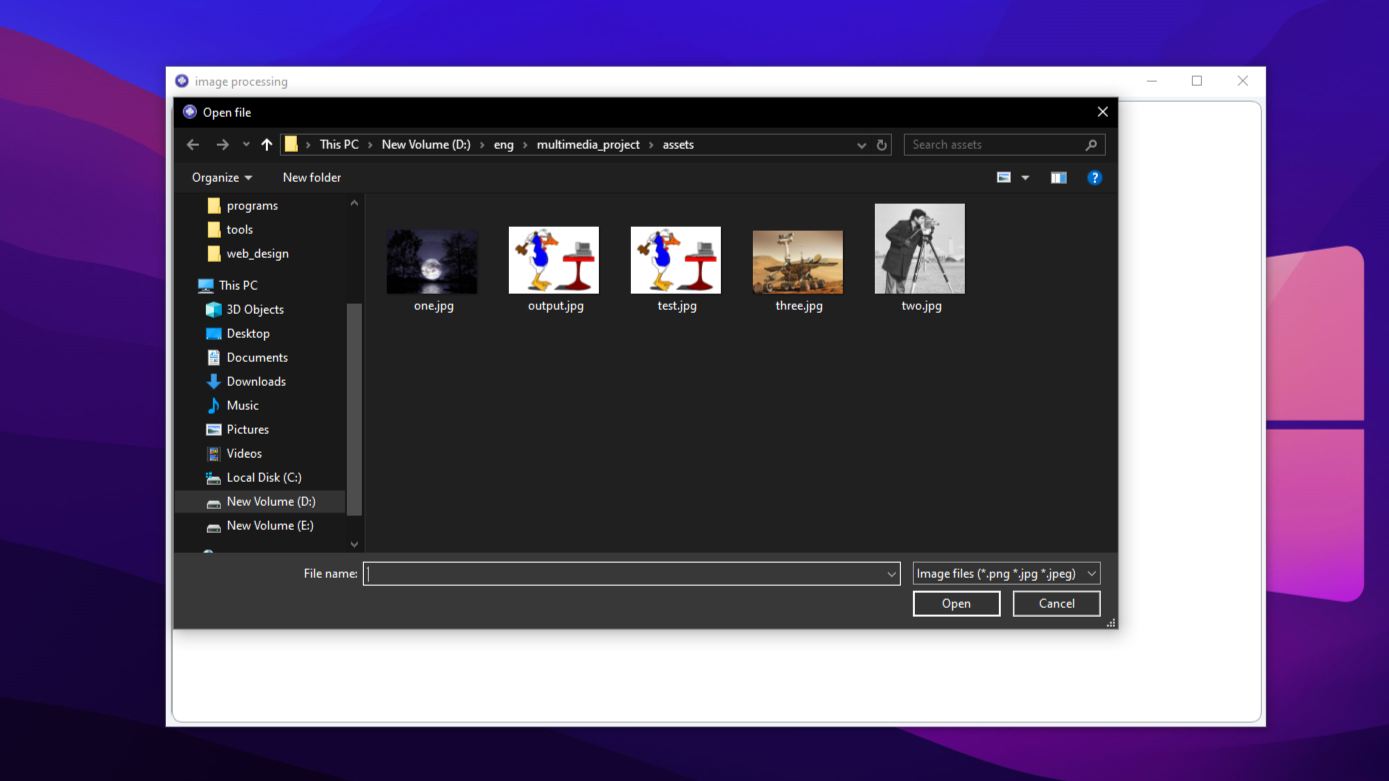 image processing
Open file
This PC New Volume (D:) eng multimedia_project assets
Search assets
Organize New folder
?
programs
tools
web_design
This PC
3D Objects
Desktop
Documents
Downloads
Music
Pictures
Videos
Local Disk (C:)
New Volume (D:)
New Volume (E:)
one.jpg output.jpg test.jpg three.jpg two.jpg
File name: Image files (*.png *.jpg *.jpeg)
Open Cancel